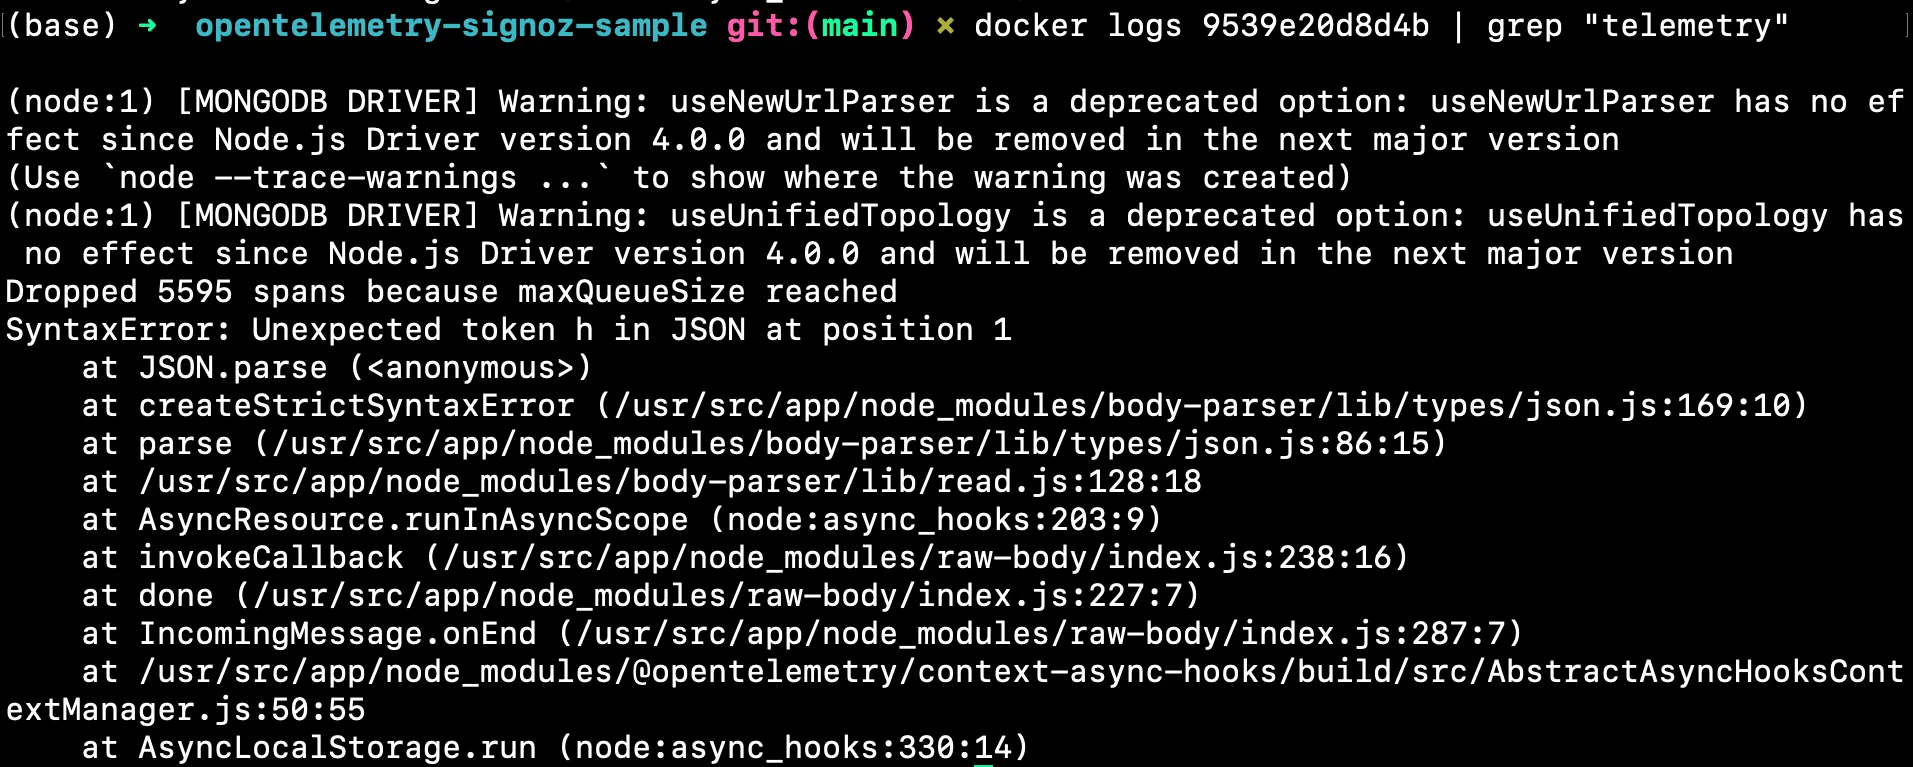 (base) ➜  opentelemetry-signoz-sample git:(main) ✗ docker logs 9539e20d8d4b | grep "telemetry"
(node:1) [MONGODB DRIVER] Warning: useNewUrlParser is a deprecated option: useNewUrlParser has no ef
fect since Node.js Driver version 4.0.0 and will be removed in the next major version
(Use `node --trace-warnings ...` to show where the warning was created)
(node:1) [MONGODB DRIVER] Warning: useUnifiedTopology is a deprecated option: useUnifiedTopology has
 no effect since Node.js Driver version 4.0.0 and will be removed in the next major version
Dropped 5595 spans because maxQueueSize reached
SyntaxError: Unexpected token h in JSON at position 1
    at JSON.parse (<anonymous>)
    at createStrictSyntaxError (/usr/src/app/node_modules/body-parser/lib/types/json.js:169:10)
    at parse (/usr/src/app/node_modules/body-parser/lib/types/json.js:86:15)
    at /usr/src/app/node_modules/body-parser/lib/read.js:128:18
    at AsyncResource.runInAsyncScope (node:async_hooks:203:9)
    at invokeCallback (/usr/src/app/node_modules/raw-body/index.js:238:16)
    at done (/usr/src/app/node_modules/raw-body/index.js:227:7)
    at IncomingMessage.onEnd (/usr/src/app/node_modules/raw-body/index.js:287:7)
    at /usr/src/app/node_modules/@opentelemetry/context-async-hooks/build/src/AbstractAsyncHooksCont
extManager.js:50:55
    at AsyncLocalStorage.run (node:async_hooks:330:14)